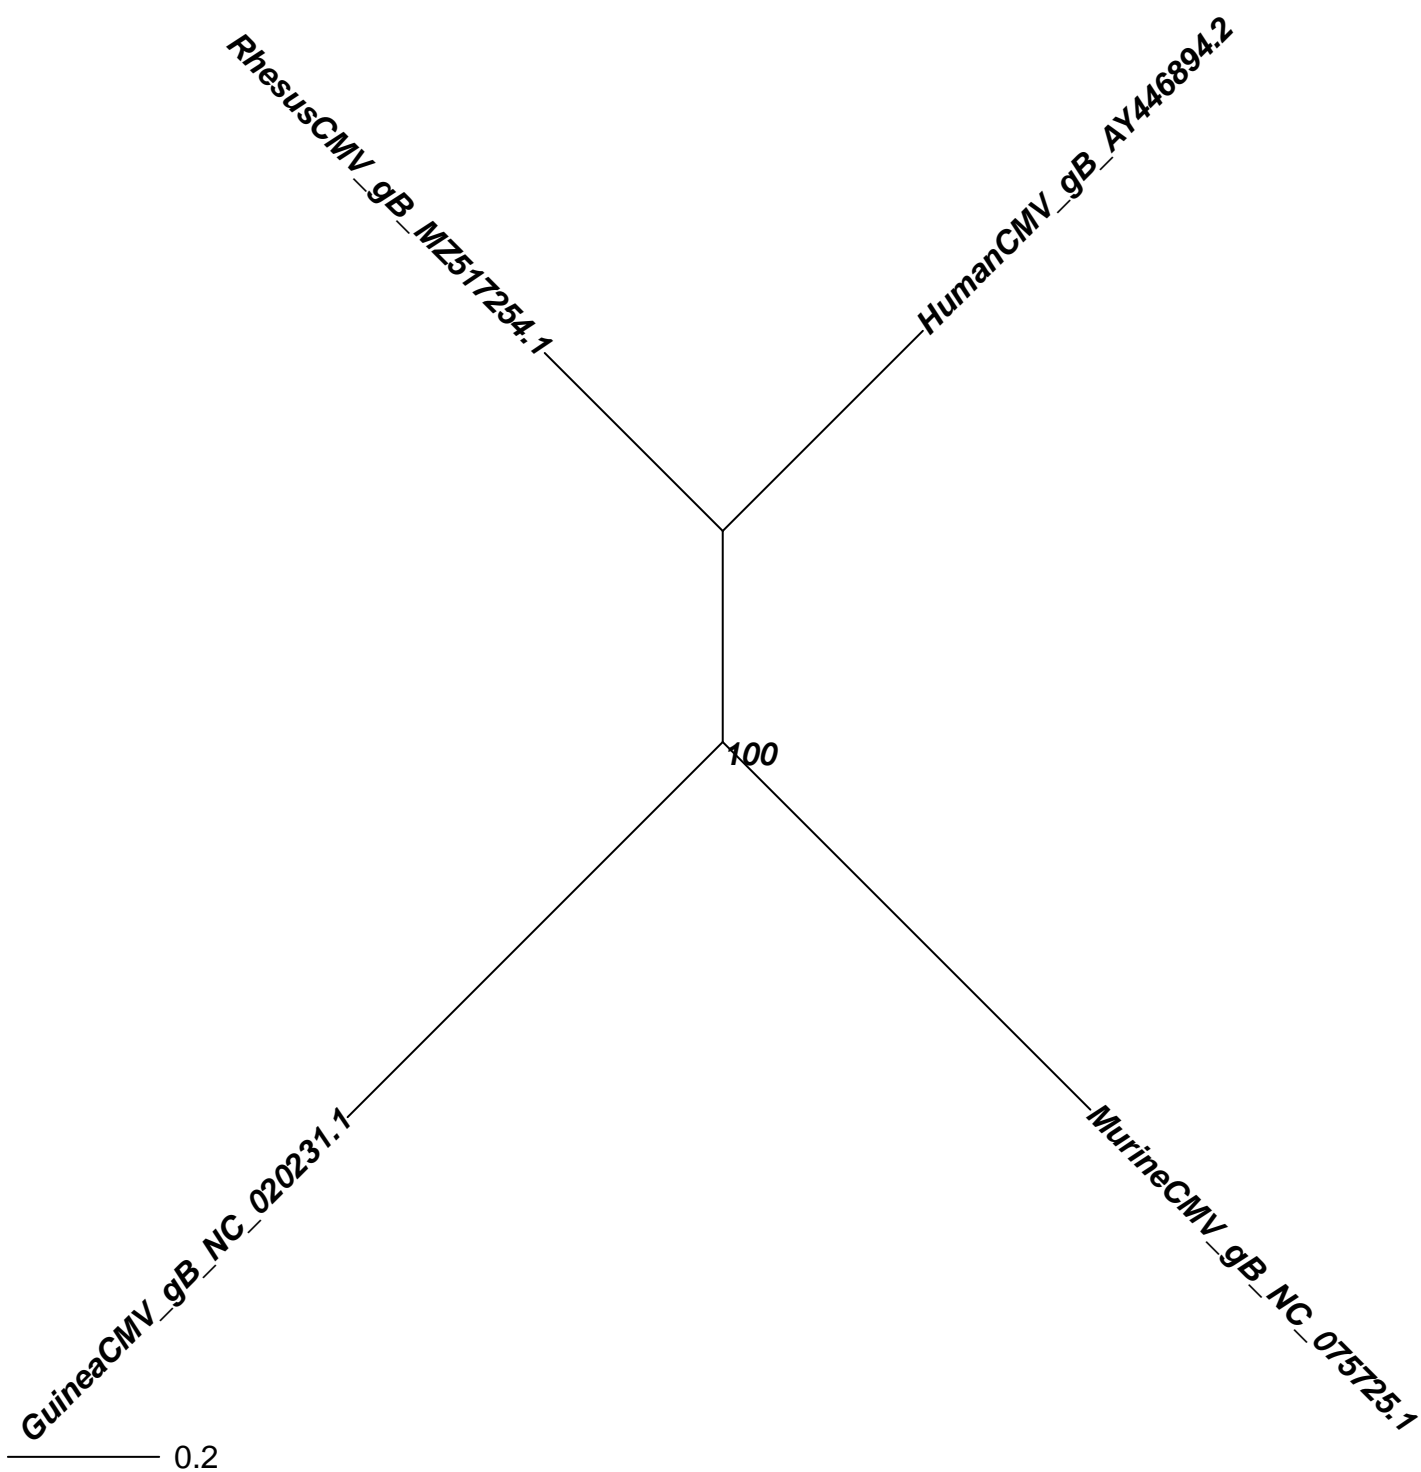 RhesusCMV_gB_MZ517254.1
HumanCMV_gB_AY446894.2
100
GuineaCMV_gB_NC_020231.1
MurineCMV_gB_NC_075725.1
0.2